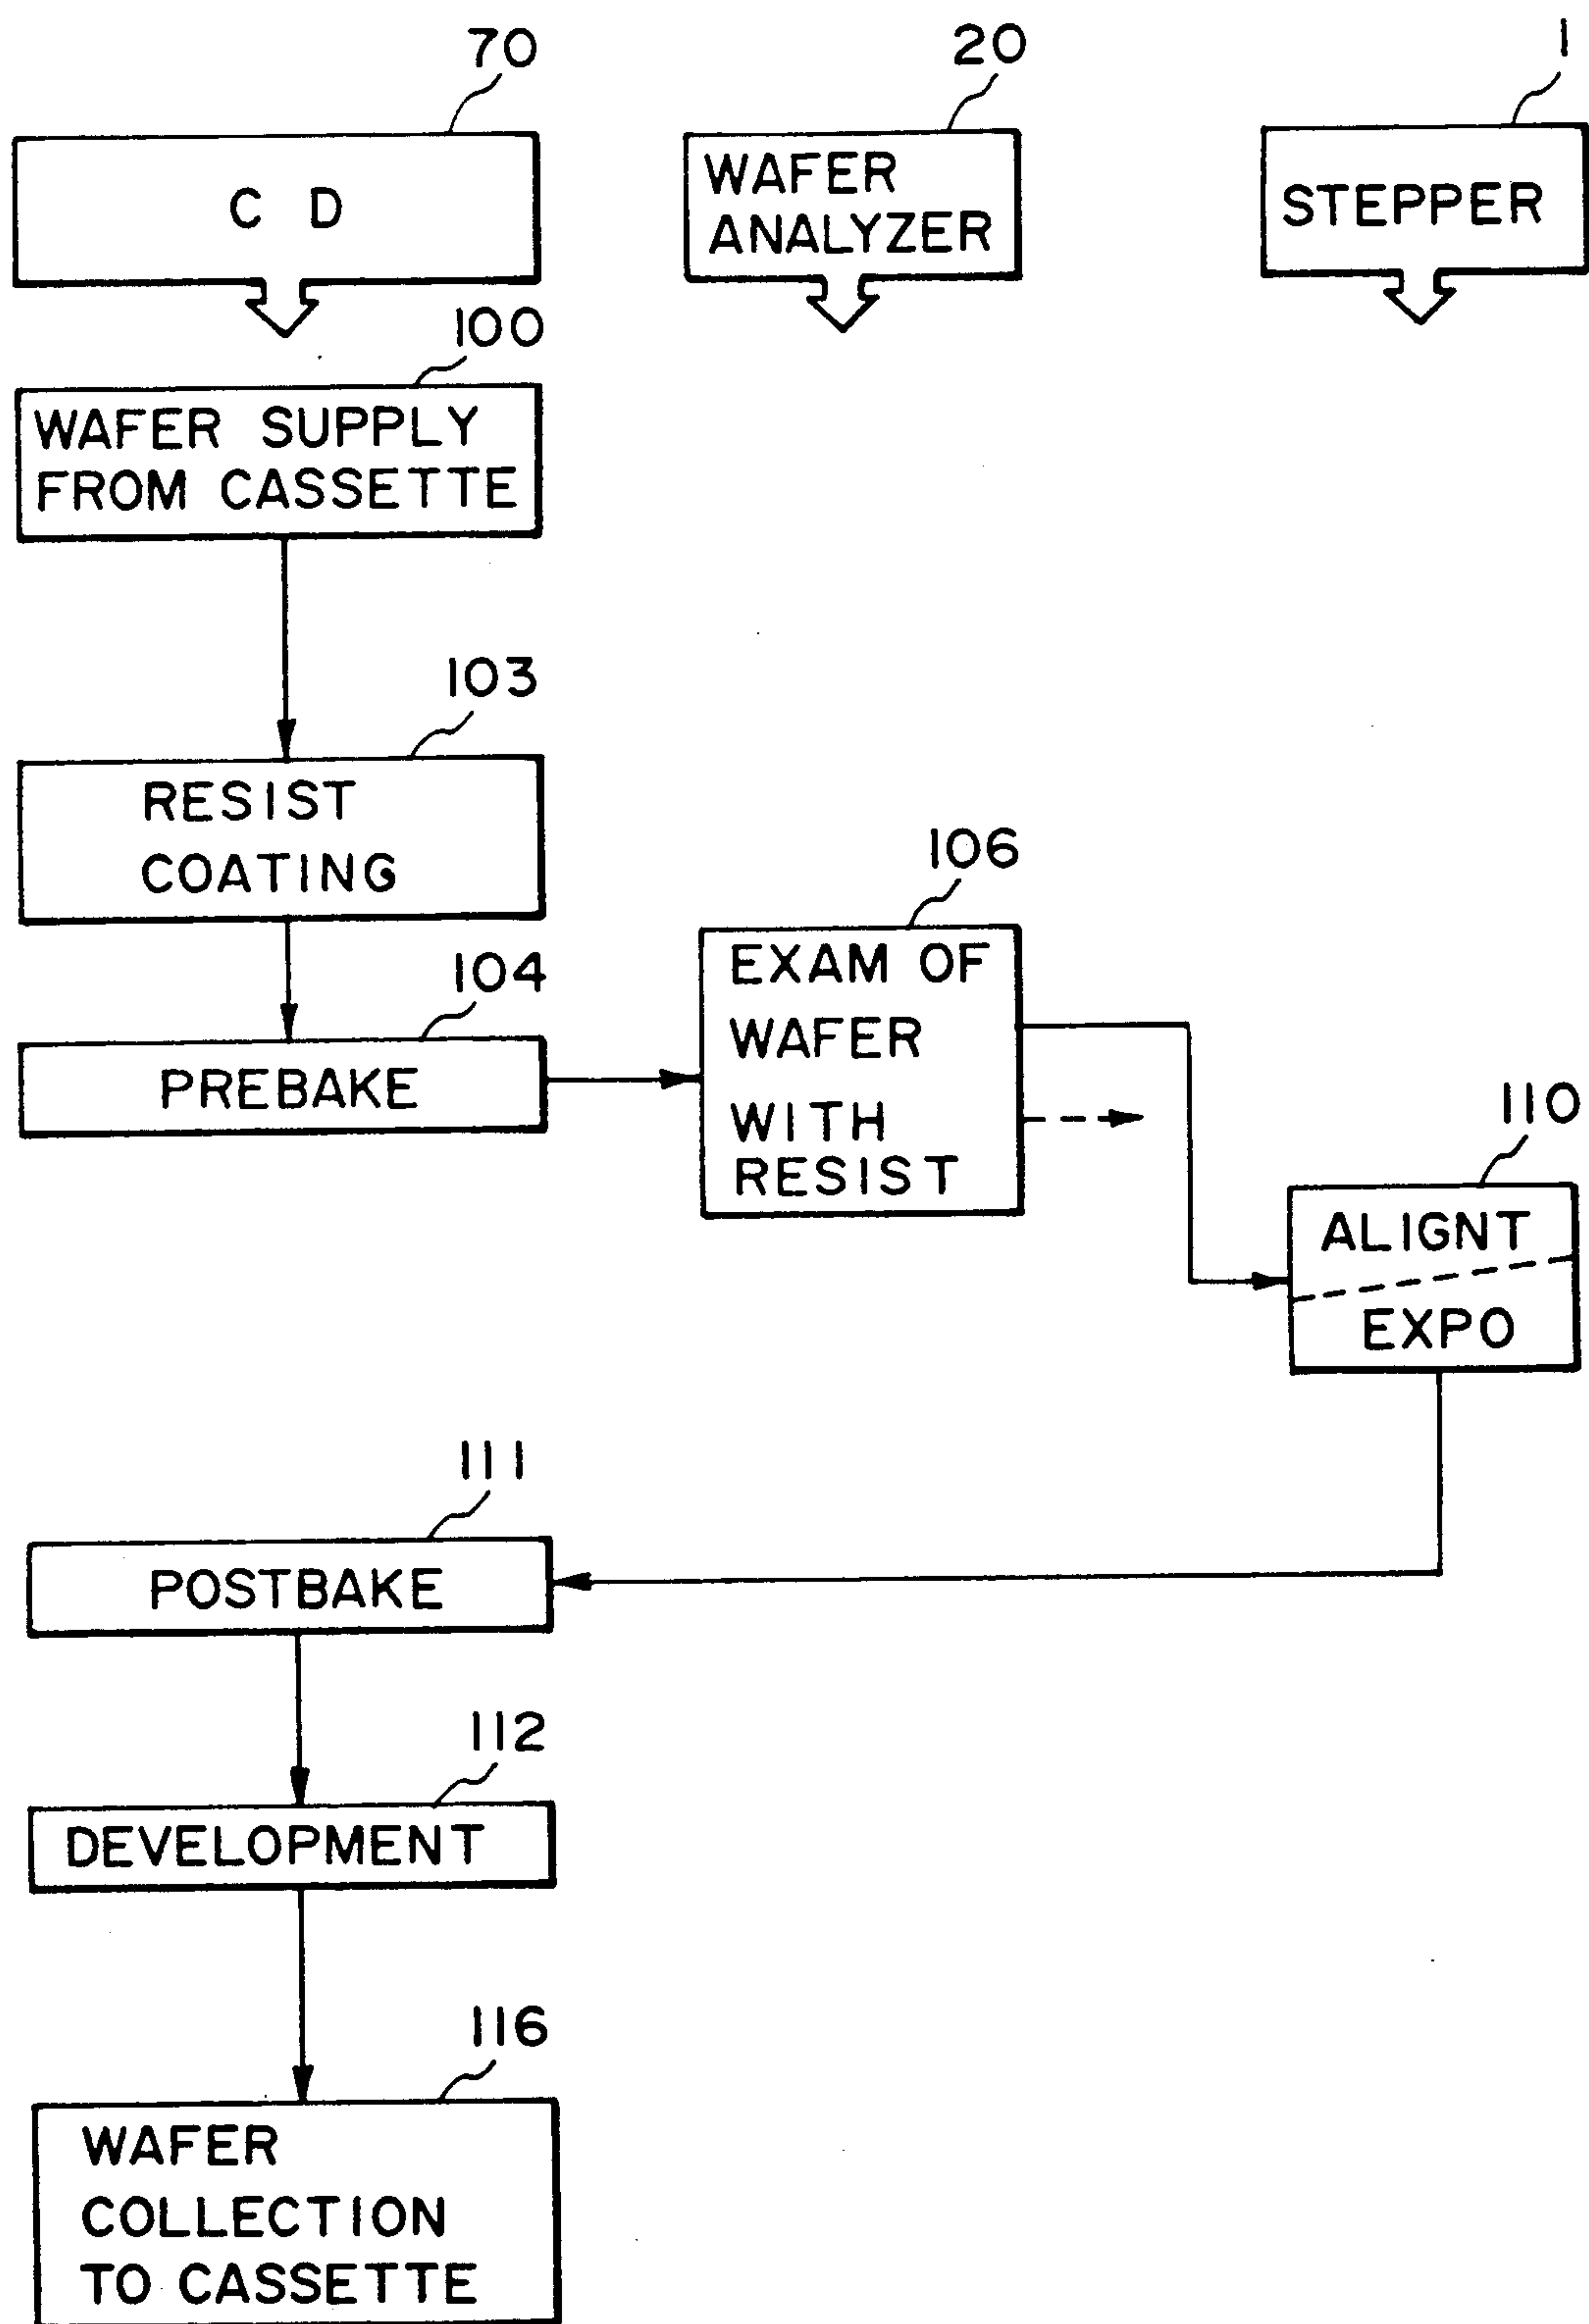 70
20
1
C D
WAFER
ANALYZER
STEPPER
100
WAFER SUPPLY
FROM CASSETTE
103
RESIST
COATING
106
104
EXAM OF
WAFER
WITH
RESIST
PREBAKE
110
ALIGNT
EXPO
111
POSTBAKE
112
DEVELOPMENT
116
WAFER
COLLECTION
TO CASSETTE